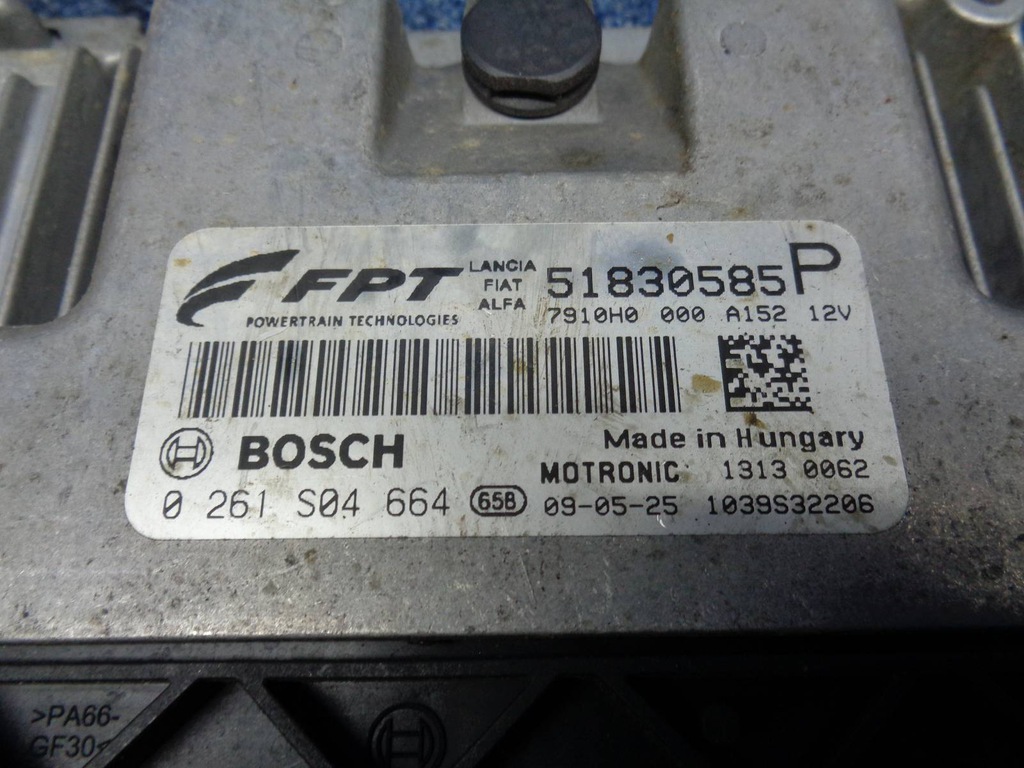 FPT
POWERTRAIN TECHNOLOGIES
LANCIA
FIAT
ALFA
51830585P
7910H0 000 A152 12V
BOSCH
Made in Hungary
MOTRONIC 1313 0062
0 261 S04 664 65B 09-05-25 1039S32206
>PA66-
GF30<